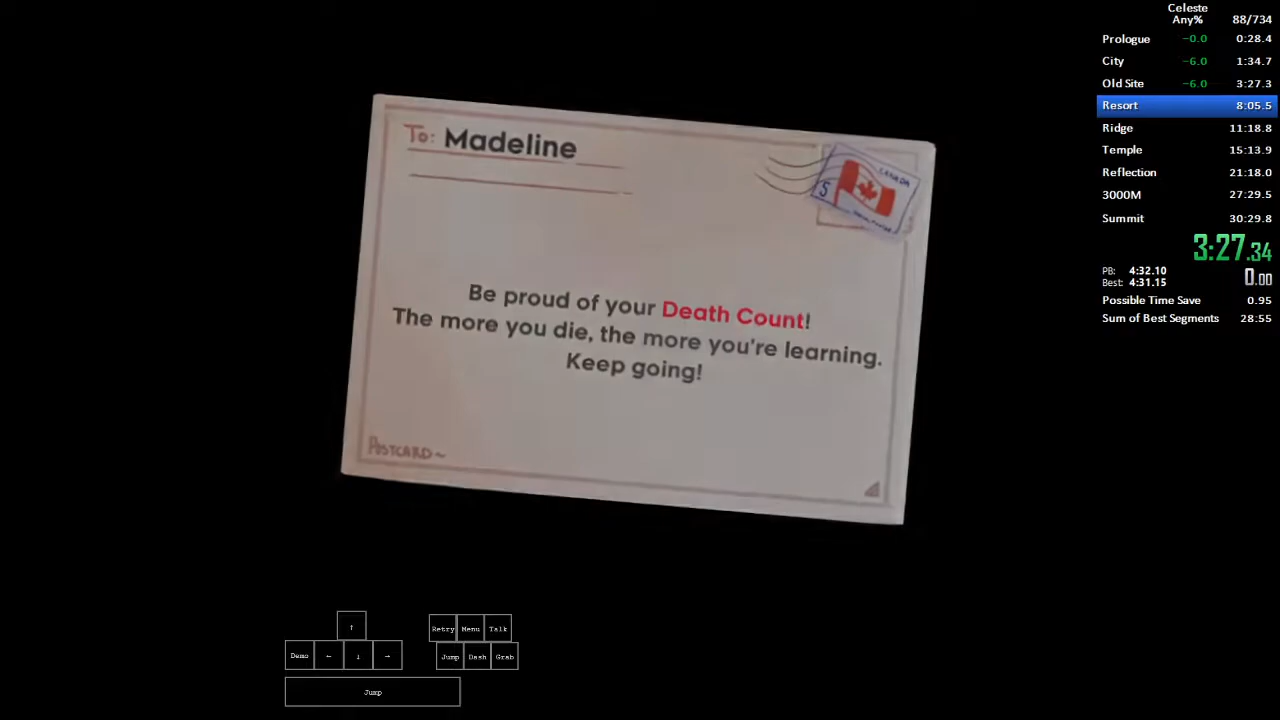 Celeste
Any% 88/734
Prologue -0.0 0:28.4
City -6.0 1:34.7
Old Site -6.0 3:27.3
Resort 8:05.5
Ridge 11:18.8
Temple 15:13.9
Reflection 21:18.0
3000M 27:29.5
Summit 30:29.8
3:27.34
PB: 4:32.10 0.00
Best: 4:31.15
Possible Time Save 0.95
Sum of Best Segments 28:55
To: Madeline
CANADA
5
Be proud of your Death Count!
The more you die, the more you're learning.
Keep going!
POSTCARD~
↑
Retry Menu Talk
Demo ← ↓ → Jump Dash Grab
Jump